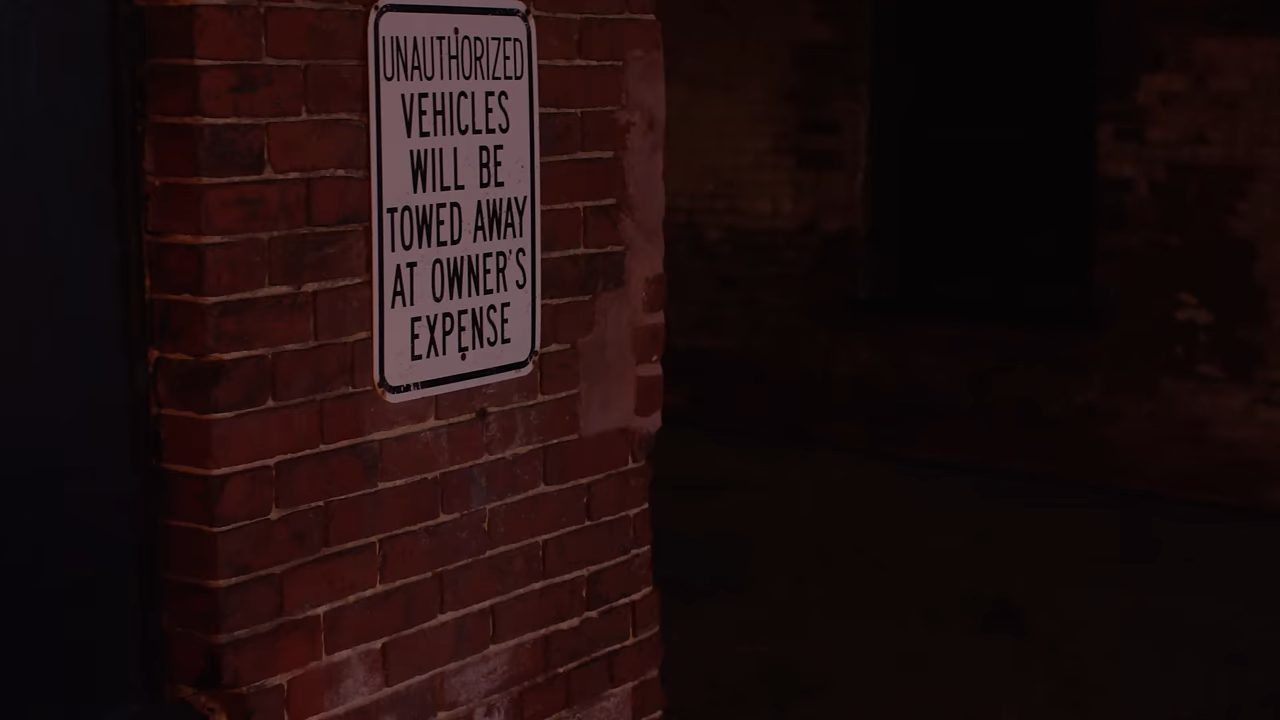 UNAUTHORIZED
VEHICLES
WILL BE
TOWED AWAY
AT OWNER'S
EXPENSE